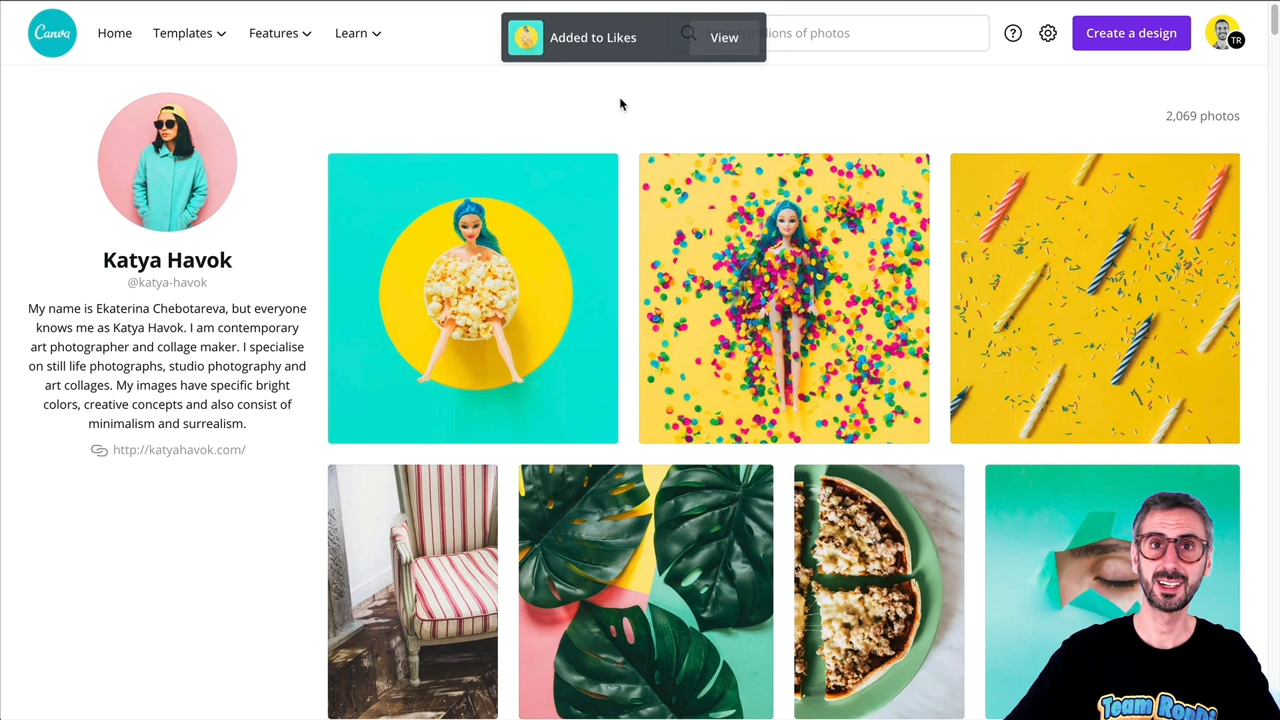 Canva
Home
Templates
Features
Learn
Added to Likes
View
millions of photos
Create a design
TR
2,069 photos
Katya Havok
@katya-havok
My name is Ekaterina Chebotareva, but everyone
knows me as Katya Havok. I am contemporary
art photographer and collage maker. I specialise
on still life photographs, studio photography and
art collages. My images have specific bright
colors, creative concepts and also consist of
minimalism and surrealism.
http://katyahavok.com/
Team